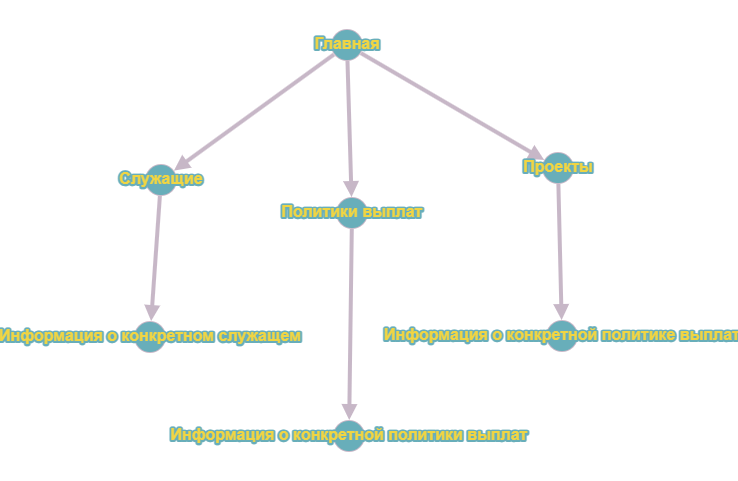 Главная
Служащие
Политики выплат
Проекты
Информация о конкретном служащем
Информация о конкретной политике выплат
Информация о конкретной политики выплат